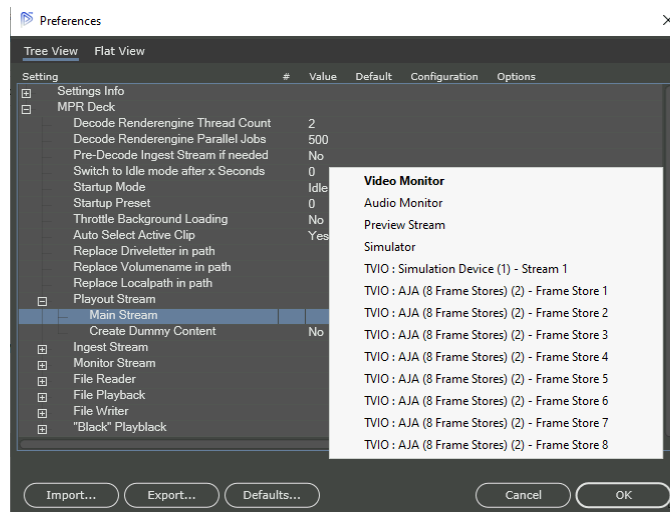 Preferences
Tree View Flat View
Setting # Value Default Configuration Options
Settings Info
MPR Deck
Decode Renderengine Thread Count 2
Decode Renderengine Parallel Jobs 500
Pre-Decode Ingest Stream if needed No
Switch to Idle mode after x Seconds 0
Startup Mode Idle
Startup Preset 0
Throttle Background Loading No
Auto Select Active Clip Yes
Replace Driveletter in path
Replace Volumename in path
Replace Localpath in path
Playout Stream
Main Stream
Create Dummy Content No
Ingest Stream
Monitor Stream
File Reader
File Playback
File Writer
"Black" Playblack
Video Monitor
Audio Monitor
Preview Stream
Simulator
TVIO : Simulation Device (1) - Stream 1
TVIO : AJA (8 Frame Stores) (2) - Frame Store 1
TVIO : AJA (8 Frame Stores) (2) - Frame Store 2
TVIO : AJA (8 Frame Stores) (2) - Frame Store 3
TVIO : AJA (8 Frame Stores) (2) - Frame Store 4
TVIO : AJA (8 Frame Stores) (2) - Frame Store 5
TVIO : AJA (8 Frame Stores) (2) - Frame Store 6
TVIO : AJA (8 Frame Stores) (2) - Frame Store 7
TVIO : AJA (8 Frame Stores) (2) - Frame Store 8
Import... Export... Defaults... Cancel OK